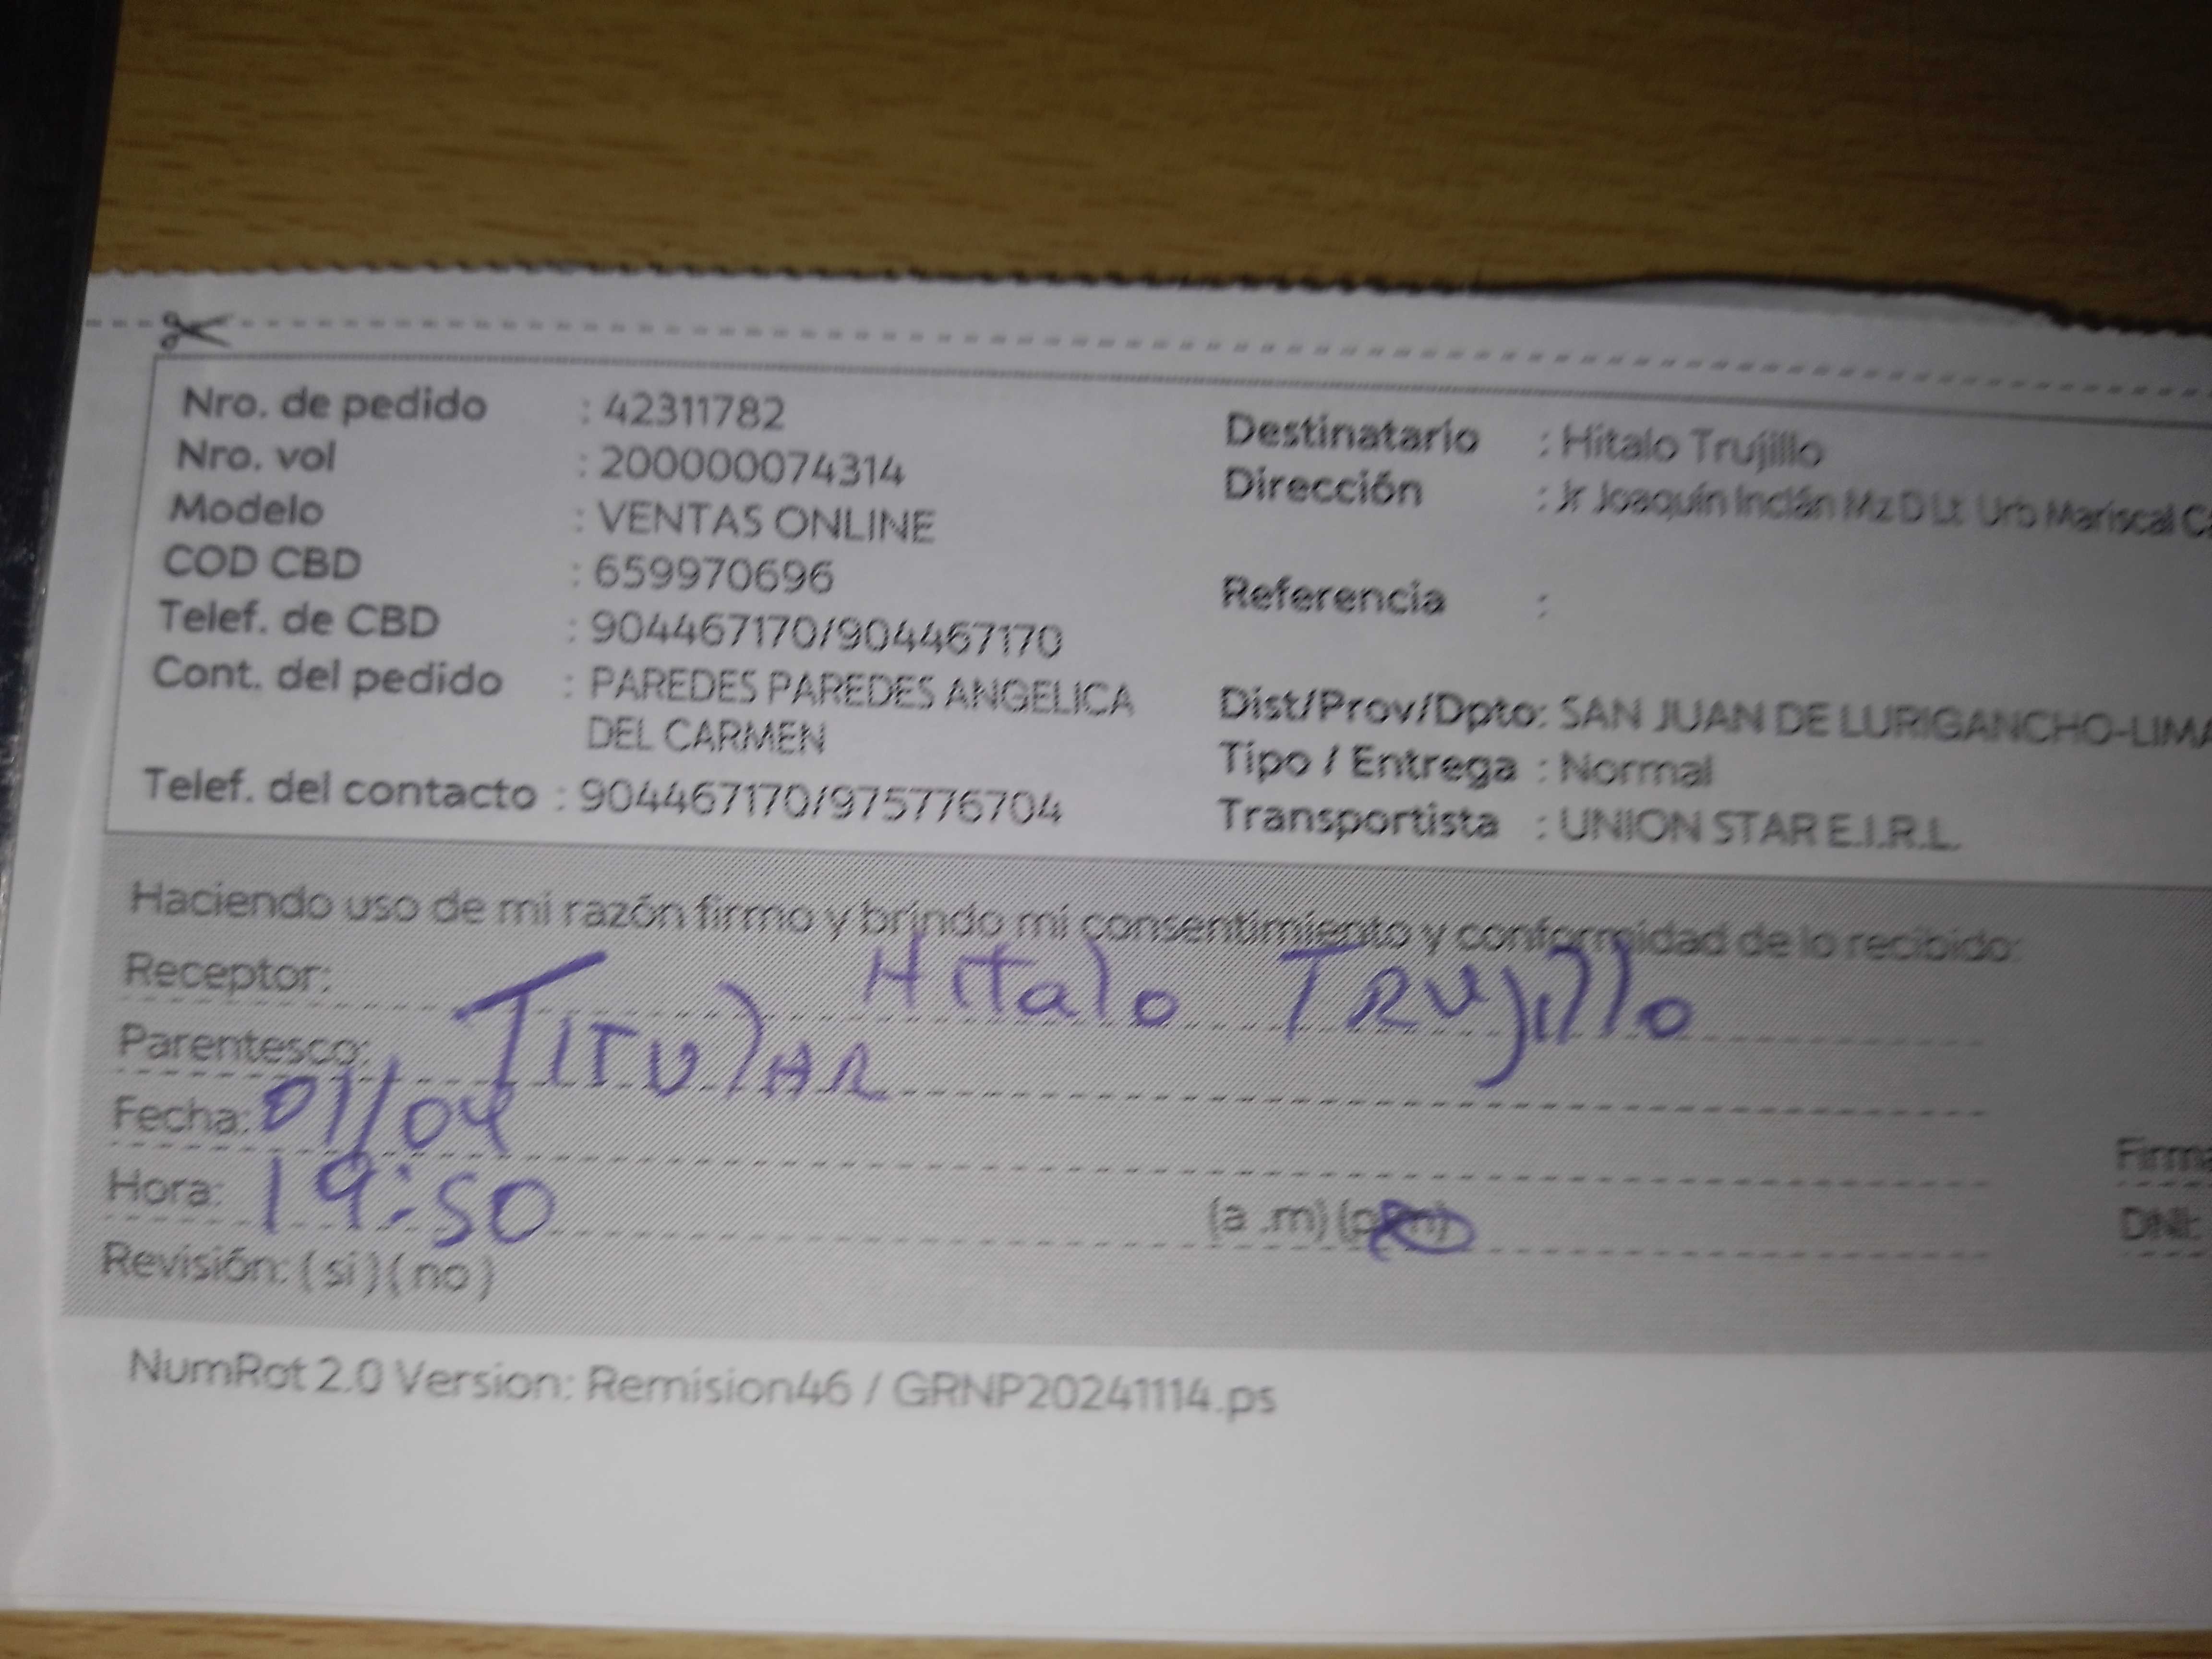 Nro. de pedido : 42311782
Nro. vol : 200000074314
Modelo : VENTAS ONLINE
COD CBD : 659970696
Telef. de CBD : 904467170/904467170
Cont. del pedido : PAREDES PAREDES ANGELICA
DEL CARMEN
Telef. del contacto : 904467170/975776704
Destinatario : Hitalo Trujillo
Dirección : Jr Joaquín Inclán Mz D Lt Urb Mariscal
Referencia :
Dist/Prov/Dpto: SAN JUAN DE LURIGANCHO-LIMA
Tipo / Entrega : Normal
Transportista : UNION STAR E.I.R.L.
Haciendo uso de mi razón firmo y brindo mi consentimiento y conformidad de lo recibido:
Receptor: Hitalo TRUjillo
Parentesco: TITUlAR
Fecha: 01/04
Hora: 19:50 (a .m) (p.m)
Revisión: ( si ) ( no )
Firma
DNI:
NumRot 2.0 Version: Remision46 / GRNP20241114.ps